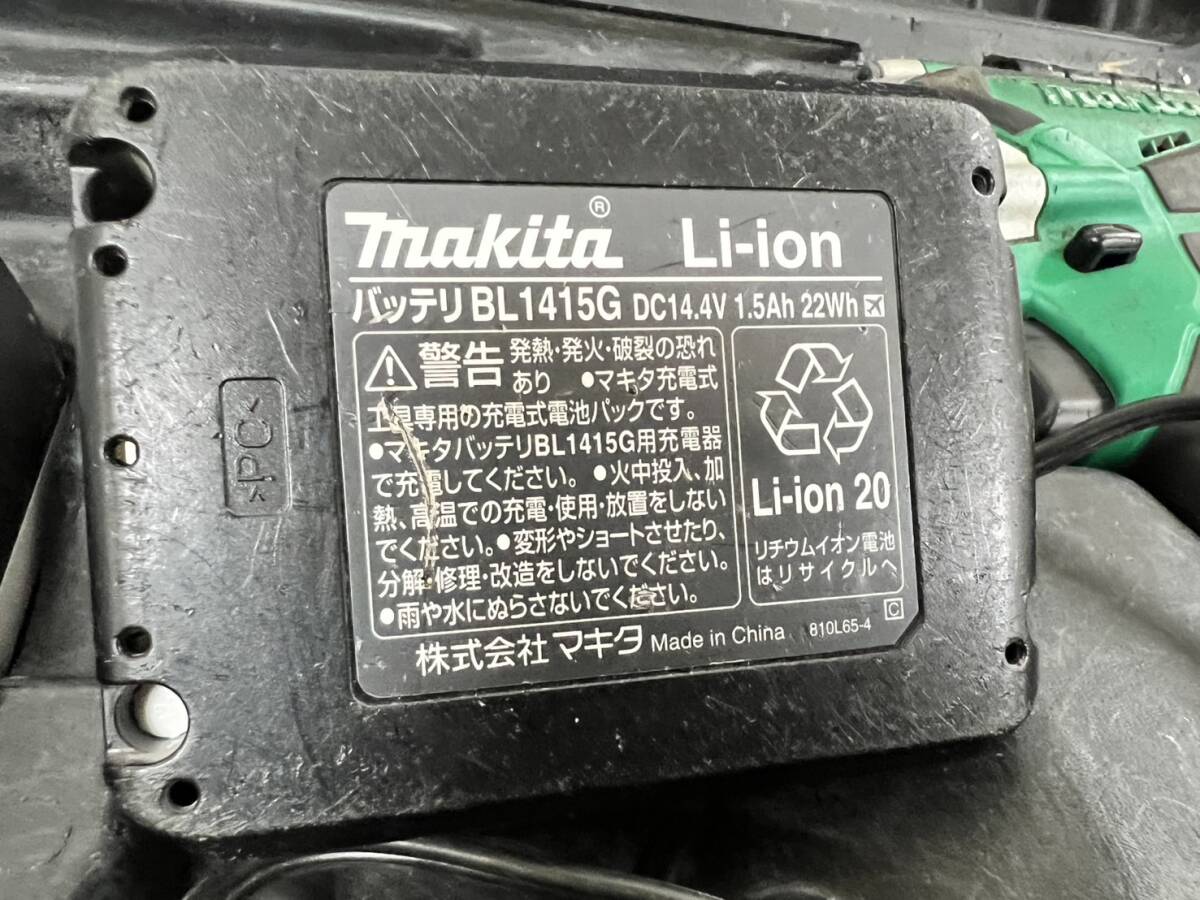 makita® Li-ion
バッテリ BL1415G DC14.4V 1.5Ah 22Wh
警告 発熱・発火・破裂の恐れ
あり ●マキタ充電式
工具専用の充電式電池パックです。
●マキタバッテリBL1415G用充電器
で充電してください。 ●火中投入、加
熱、高温での充電・使用・放置をしない
でください。●変形やショートさせたり、
分解・修理・改造をしないでください。
●雨や水にぬらさないでください。
Li-ion 20
リチウムイオン電池
はリサイクルへ
株式会社 マキタ Made in China 810L65-4 C
>PC<